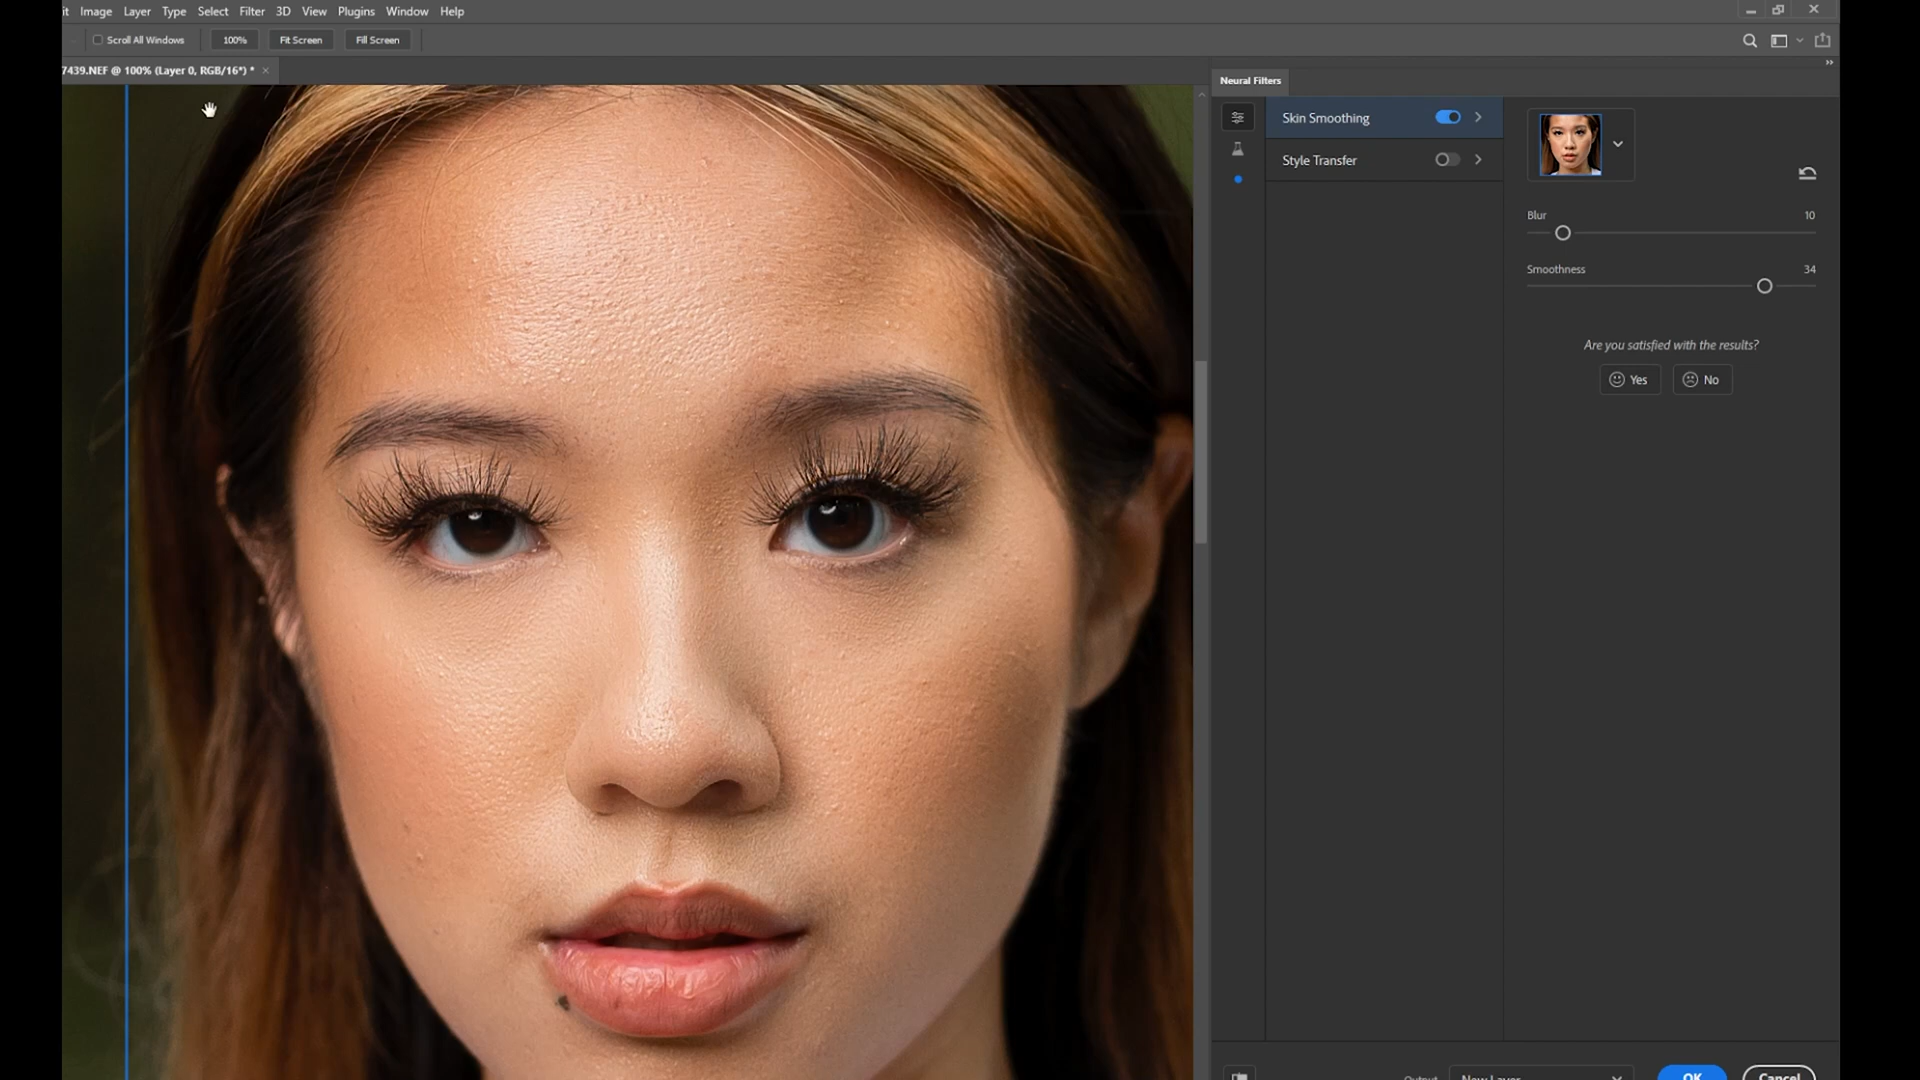 it Image Layer Type Select Filter 3D View Plugins Window Help
Scroll All Windows 100% Fit Screen Fill Screen
7439.NEF @ 100% (Layer 0, RGB/16*) * ×
Neural Filters
Skin Smoothing
Style Transfer
Blur 10
Smoothness 34
Are you satisfied with the results?
Yes No
Output New Layer OK Cancel